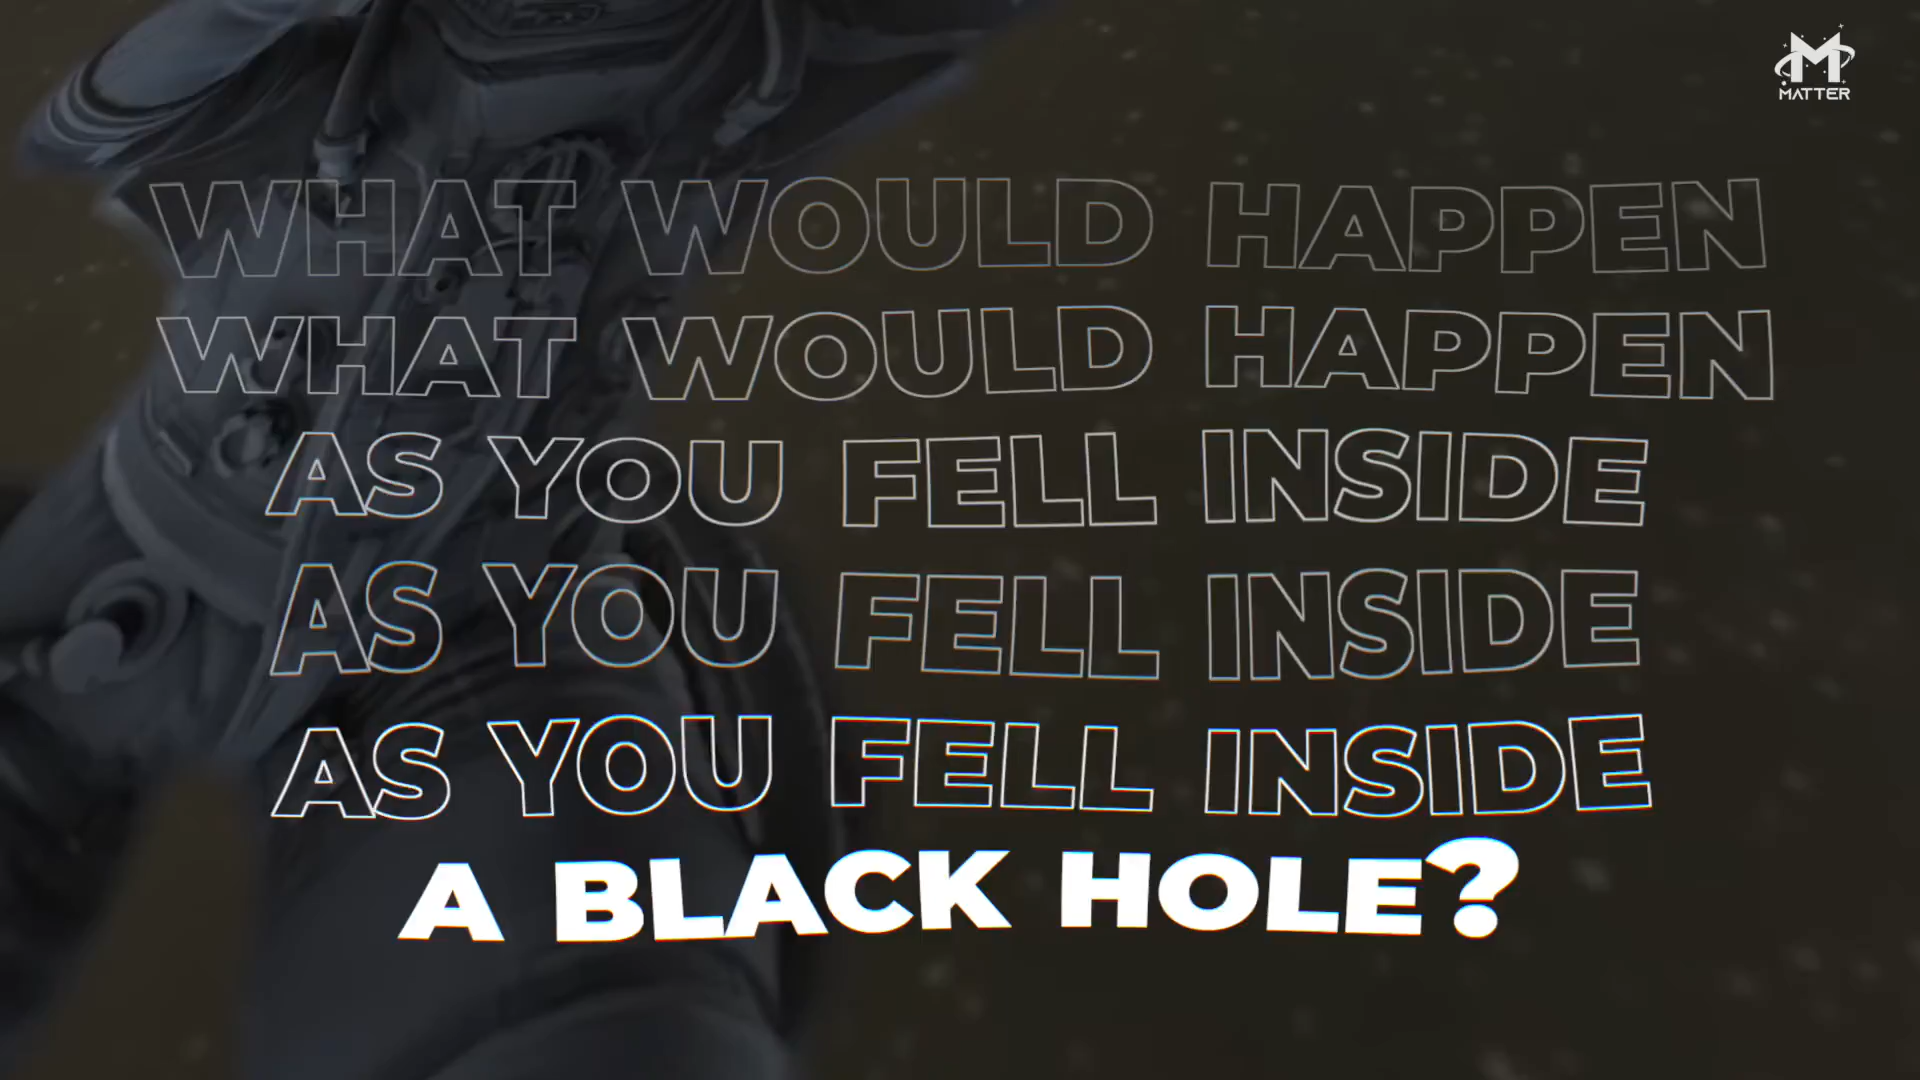 MATTER
WHAT WOULD HAPPEN
WHAT WOULD HAPPEN
AS YOU FELL INSIDE
AS YOU FELL INSIDE
AS YOU FELL INSIDE
A BLACK HOLE?